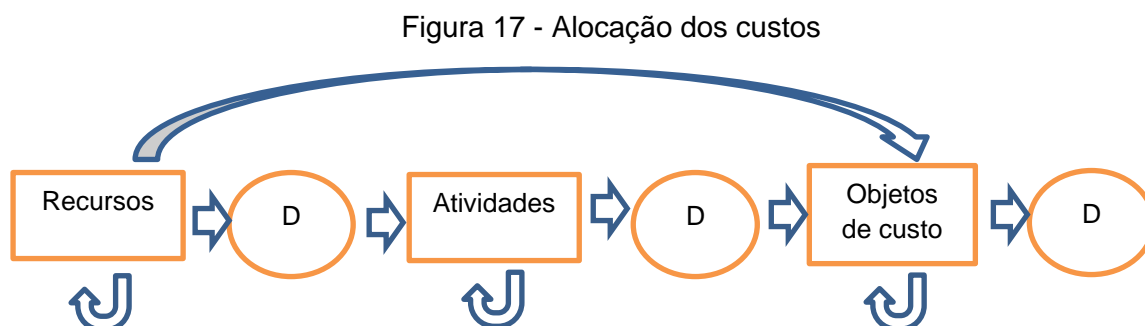 Figura 17 - Alocação dos custos
Recursos
D
Atividades
D
Objetos
de custo
D